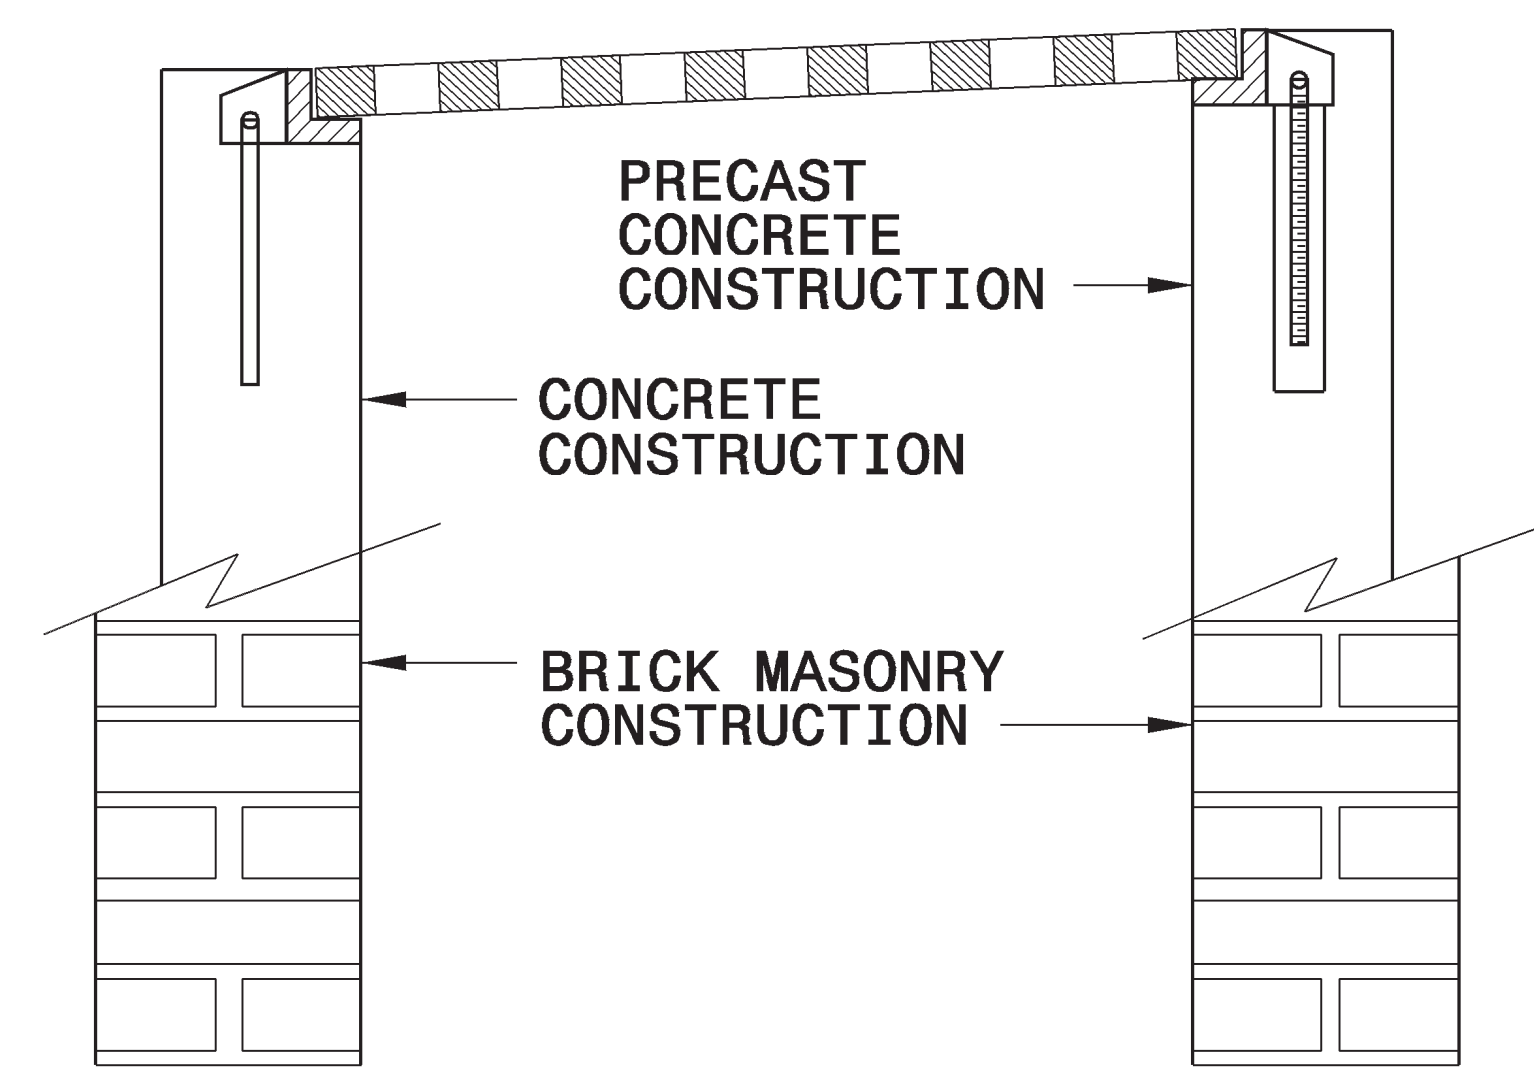 PRECAST
CONCRETE
CONSTRUCTION
CONCRETE
CONSTRUCTION
BRICK MASONRY
CONSTRUCTION